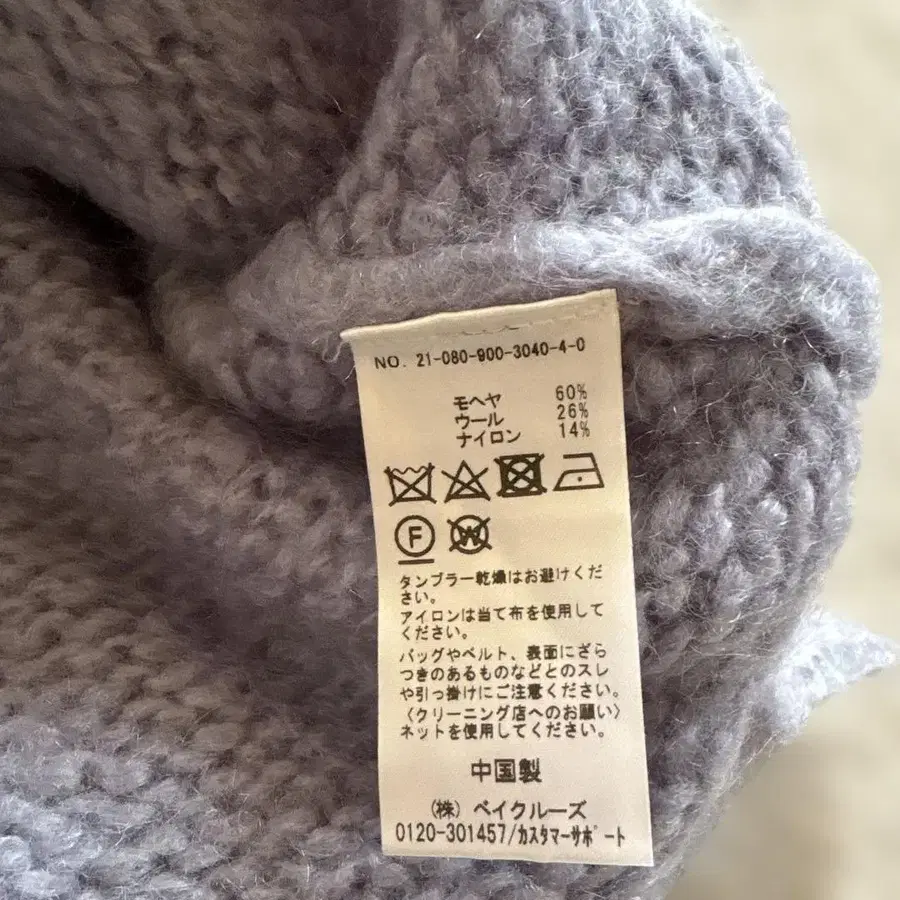 NO. 21-080-900-3040-4-0
モヘヤ 60%
ウール 26%
ナイロン 14%
F W
タンブラー乾燥はお避けくだ
さい。
アイロンは当て布を使用して
ください。
バッグやベルト、表面にざら
つきのあるものなどとのスレ
や引っ掛けにご注意ください。
〈クリーニング店へのお願い〉
ネットを使用してください。
中国製
(株) ベイクルーズ
0120-301457/カスタマーサポート